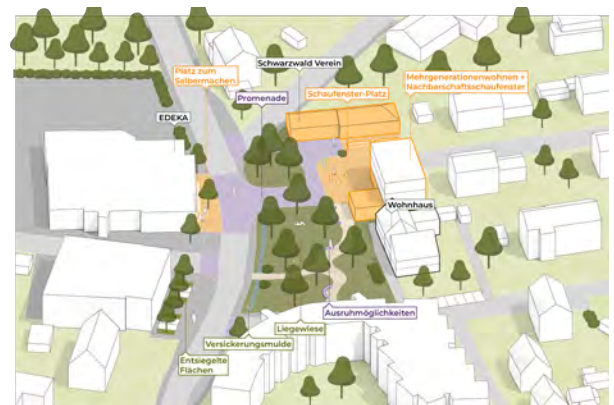 Schwarzwald Verein
Platz zum
Selbermachen
Promenade
Schaufenster-Platz
Mehrgenerationenwohnen +
Nachbarschaftsschaufenster
EDEKA
Wohnhaus
Ausruhmöglichkeiten
Liegewiese
Versickerungsmulde
Entsiegelte
Flächen